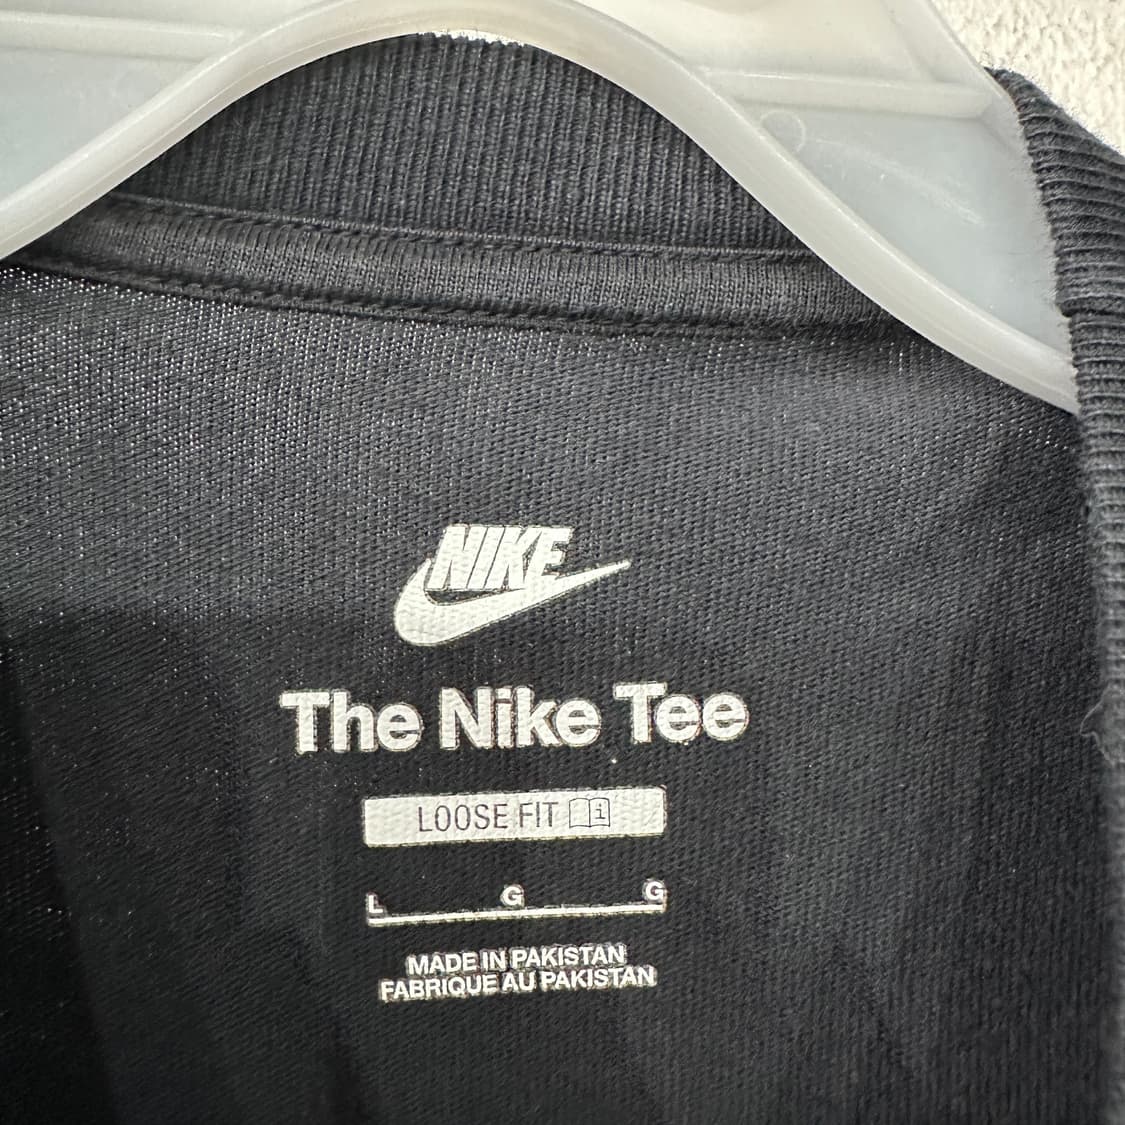 NIKE
The Nike Tee
LOOSE FIT
L G G
MADE IN PAKISTAN
FABRIQUE AU PAKISTAN